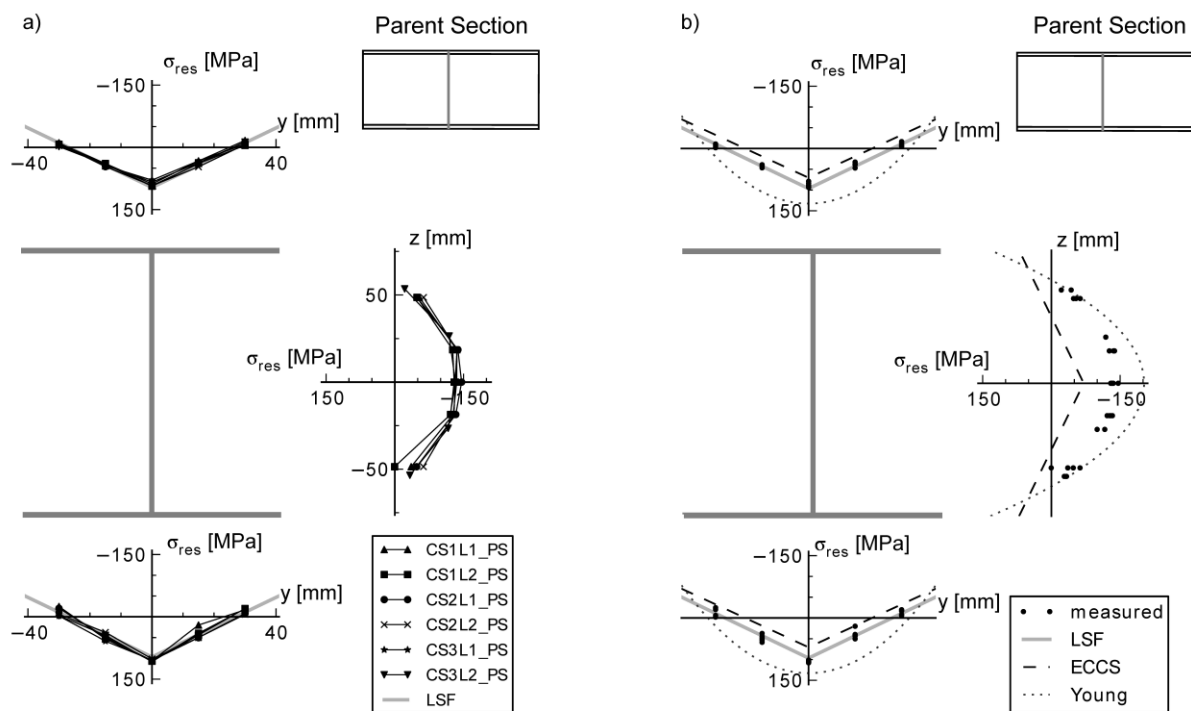 a)
Parent Section
σres [MPa]
−150
y [mm]
−40
40
150
z [mm]
50
σres [MPa]
150
−150
−50
σres [MPa]
−150
y [mm]
−40
40
150
CS1L1_PS
CS1L2_PS
CS2L1_PS
CS2L2_PS
CS3L1_PS
CS3L2_PS
LSF
b)
Parent Section
σres [MPa]
−150
y [mm]
150
z [mm]
σres [MPa]
150
−150
σres [MPa]
−150
y [mm]
150
measured
LSF
ECCS
Young